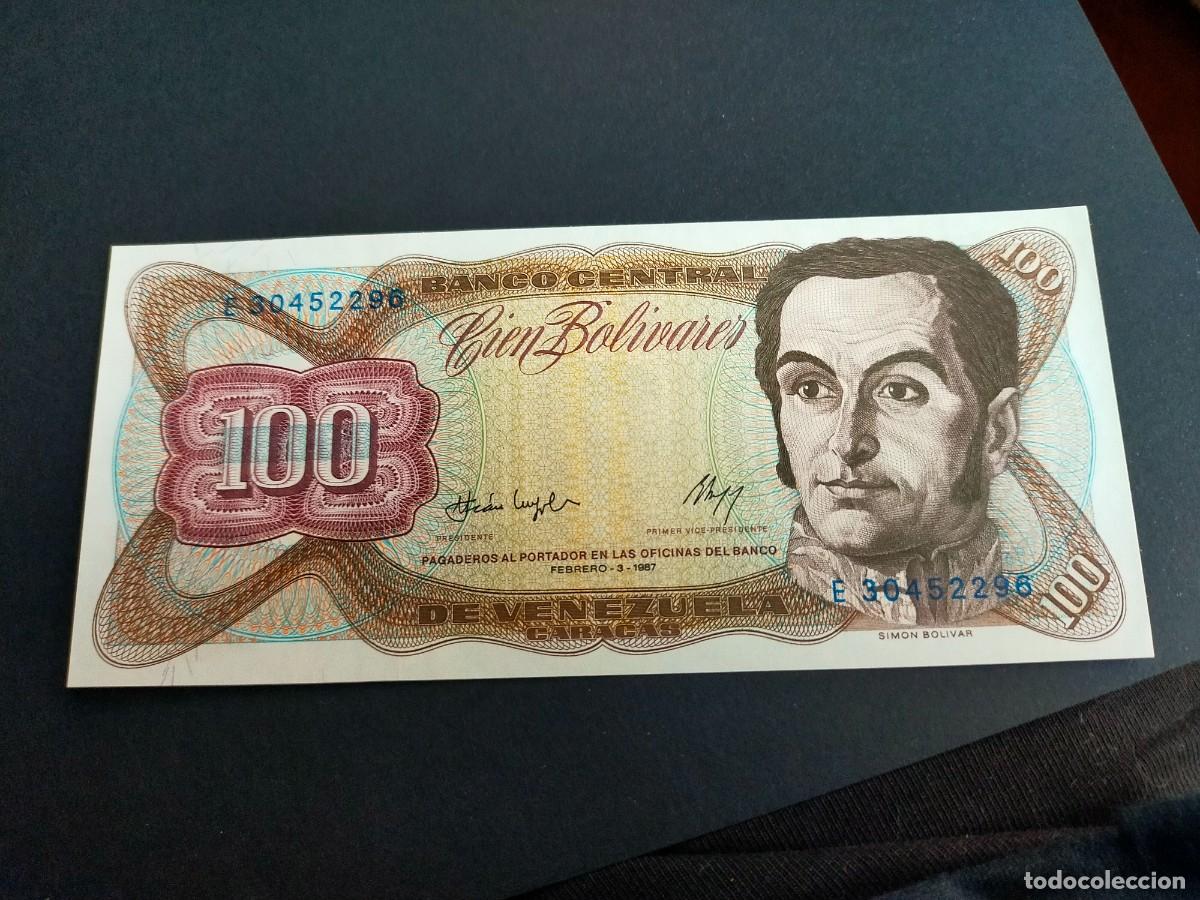 BANCO CENTRAL
100
E 30452296
Cien Bolivares
100
PRESIDENTE
PRIMER VICE-PRESIDENTE
PAGADEROS AL PORTADOR EN LAS OFICINAS DEL BANCO
FEBRERO - 3 - 1987
E 30452296
100
DE VENEZUELA
CARACAS
SIMON BOLIVAR
todocoleccion